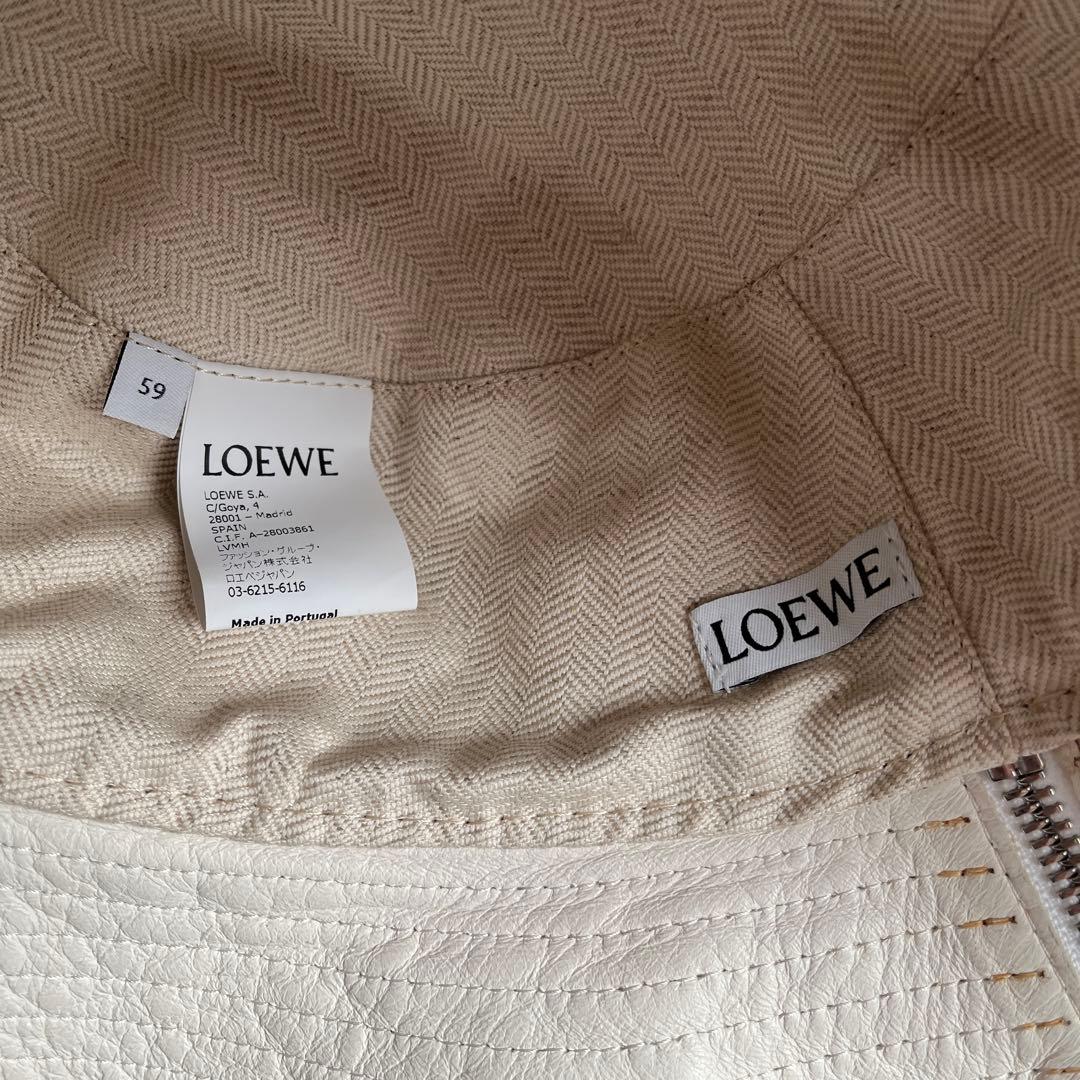 59
LOEWE
LOEWE S.A.
C/Goya, 4
28001 – Madrid
SPAIN
C.I.F. A–28003861
LVMH
ファッション・グループ・
ジャパン株式会社
ロエベジャパン
03-6215-6116
Made in Portugal
LOEWE